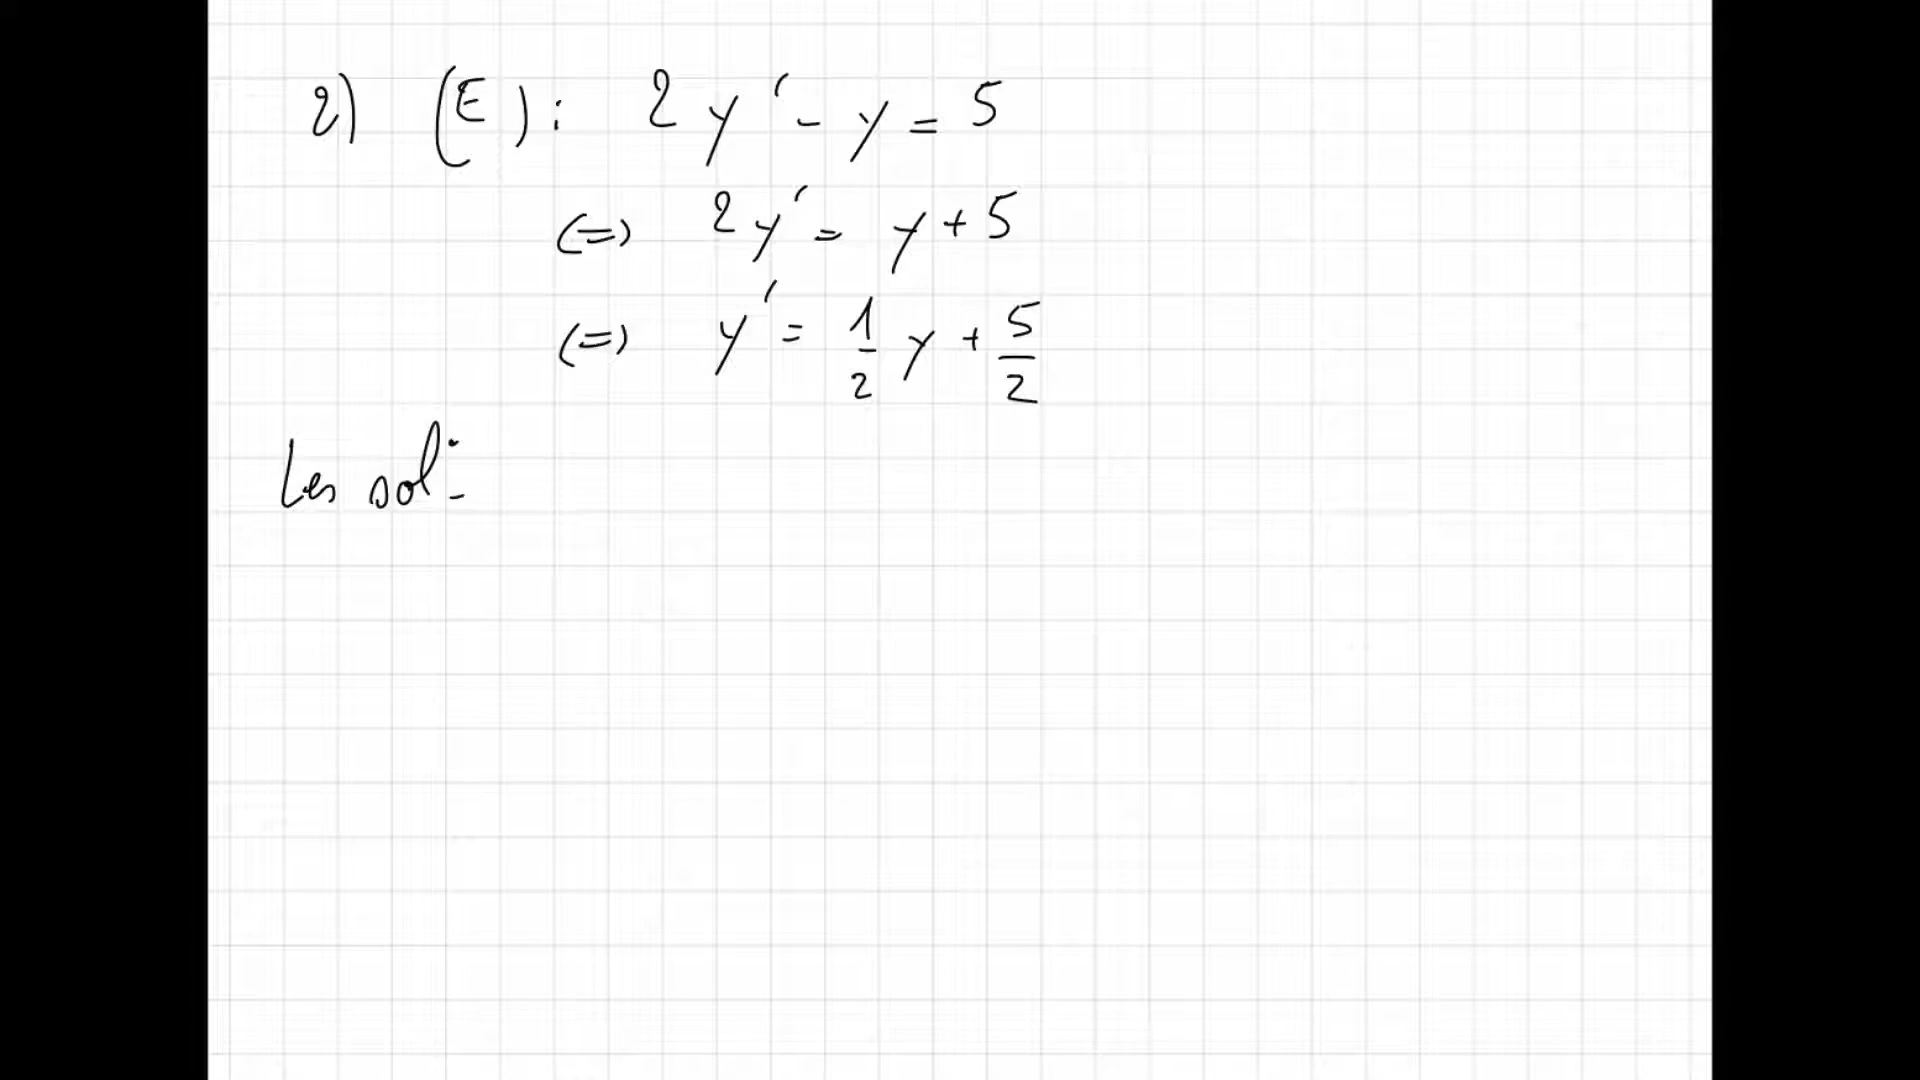 2) (E) : 2y' - y = 5
(=) 2y' = y + 5
(=) y' = 1/2 y + 5/2
Les sol